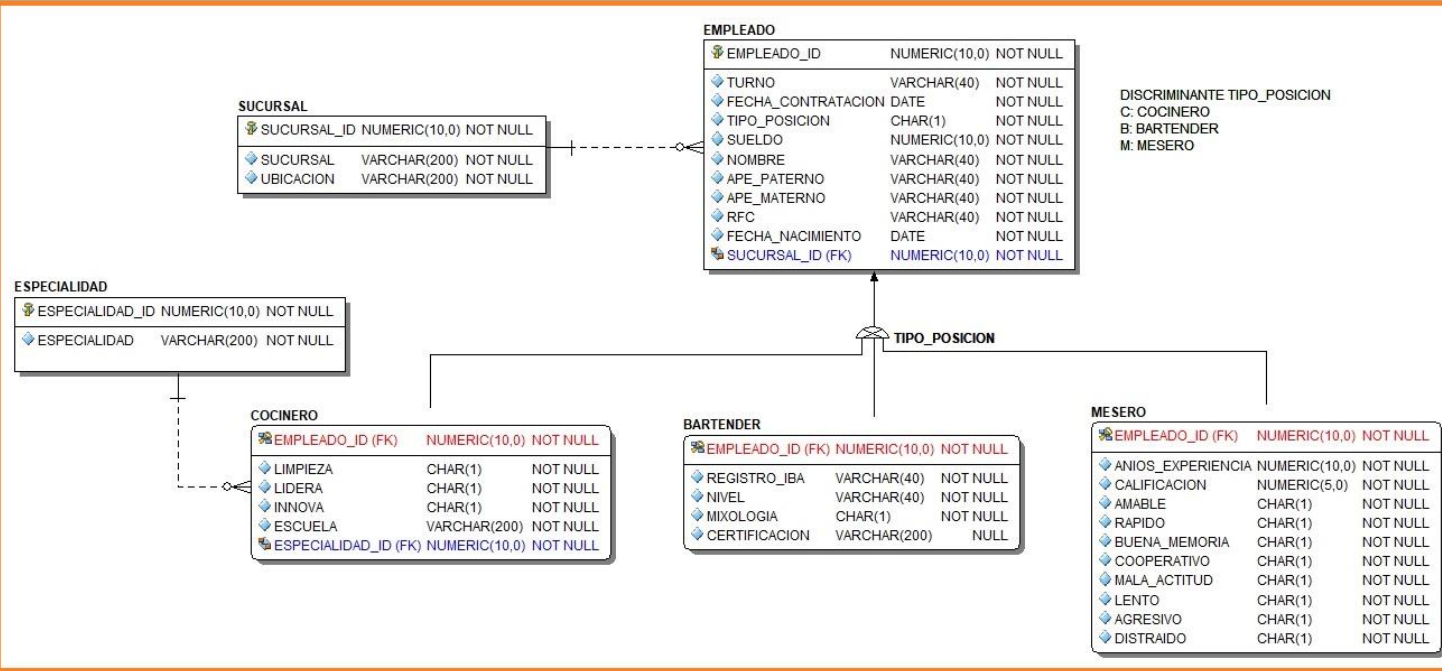 EMPLEADO
EMPLEADO_ID NUMERIC(10,0) NOT NULL
TURNO VARCHAR(40) NOT NULL
FECHA_CONTRATACION DATE NOT NULL
TIPO_POSICION CHAR(1) NOT NULL
SUELDO NUMERIC(10,0) NOT NULL
NOMBRE VARCHAR(40) NOT NULL
APE_PATERNO VARCHAR(40) NOT NULL
APE_MATERNO VARCHAR(40) NOT NULL
RFC VARCHAR(40) NOT NULL
FECHA_NACIMIENTO DATE NOT NULL
SUCURSAL_ID (FK) NUMERIC(10,0) NOT NULL
DISCRIMINANTE TIPO_POSICION
C: COCINERO
B: BARTENDER
M: MESERO
SUCURSAL
SUCURSAL_ID NUMERIC(10,0) NOT NULL
SUCURSAL VARCHAR(200) NOT NULL
UBICACION VARCHAR(200) NOT NULL
ESPECIALIDAD
ESPECIALIDAD_ID NUMERIC(10,0) NOT NULL
ESPECIALIDAD VARCHAR(200) NOT NULL
TIPO_POSICION
COCINERO
EMPLEADO_ID (FK) NUMERIC(10,0) NOT NULL
LIMPIEZA CHAR(1) NOT NULL
LIDERA CHAR(1) NOT NULL
INNOVA CHAR(1) NOT NULL
ESCUELA VARCHAR(200) NOT NULL
ESPECIALIDAD_ID (FK) NUMERIC(10,0) NOT NULL
BARTENDER
EMPLEADO_ID (FK) NUMERIC(10,0) NOT NULL
REGISTRO_IBA VARCHAR(40) NOT NULL
NIVEL VARCHAR(40) NOT NULL
MIXOLOGIA CHAR(1) NOT NULL
CERTIFICACION VARCHAR(200) NULL
MESERO
EMPLEADO_ID (FK) NUMERIC(10,0) NOT NULL
ANIOS_EXPERIENCIA NUMERIC(10,0) NOT NULL
CALIFICACION NUMERIC(5,0) NOT NULL
AMABLE CHAR(1) NOT NULL
RAPIDO CHAR(1) NOT NULL
BUENA_MEMORIA CHAR(1) NOT NULL
COOPERATIVO CHAR(1) NOT NULL
MALA_ACTITUD CHAR(1) NOT NULL
LENTO CHAR(1) NOT NULL
AGRESIVO CHAR(1) NOT NULL
DISTRAIDO CHAR(1) NOT NULL